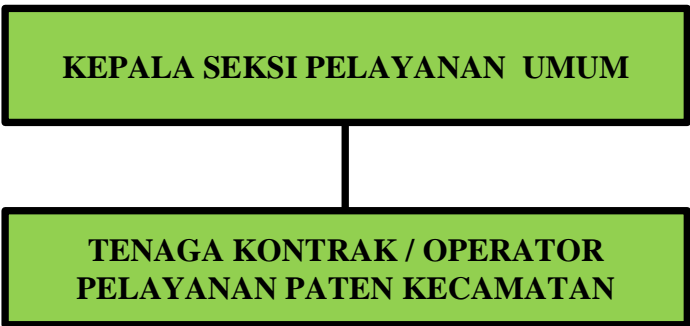 KEPALA SEKSI PELAYANAN UMUM
TENAGA KONTRAK / OPERATOR
PELAYANAN PATEN KECAMATAN